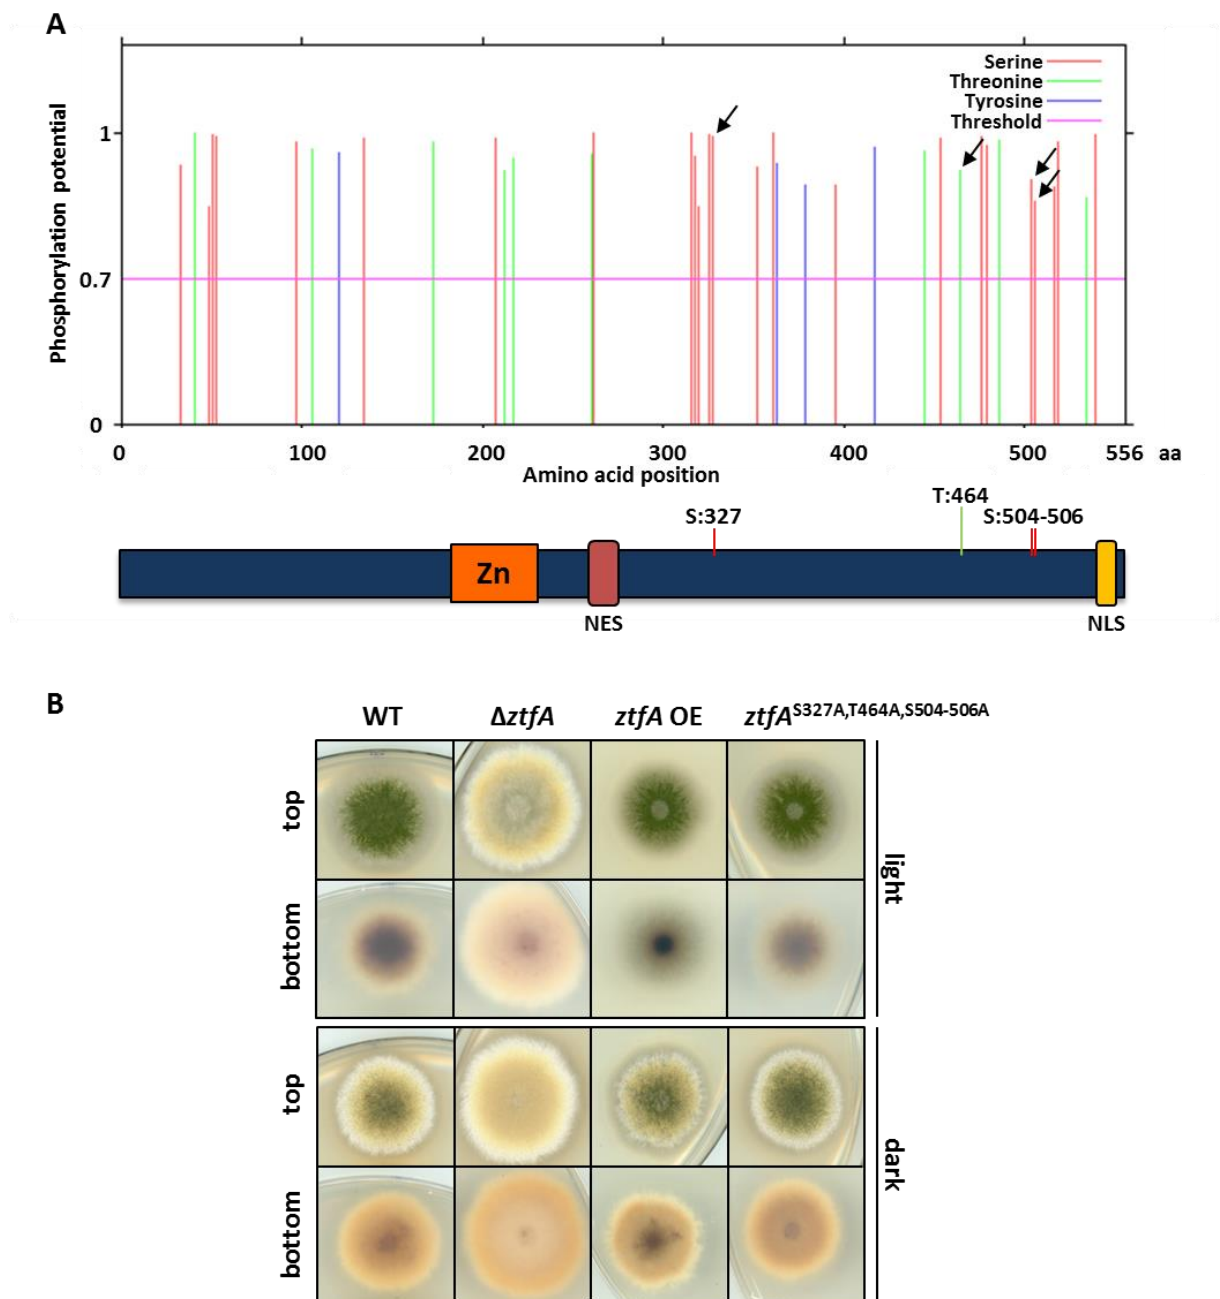 A
Phosphorylation potential
Serine
Threonine
Tyrosine
Threshold
1
0.7
0
0 100 200 300 400 500 556 aa
Amino acid position
T:464
S:327 S:504-506
Zn
NES NLS
B
WT ΔztfA ztfA OE ztfAS327A,T464A,S504-506A
top
bottom
light
top
bottom
dark